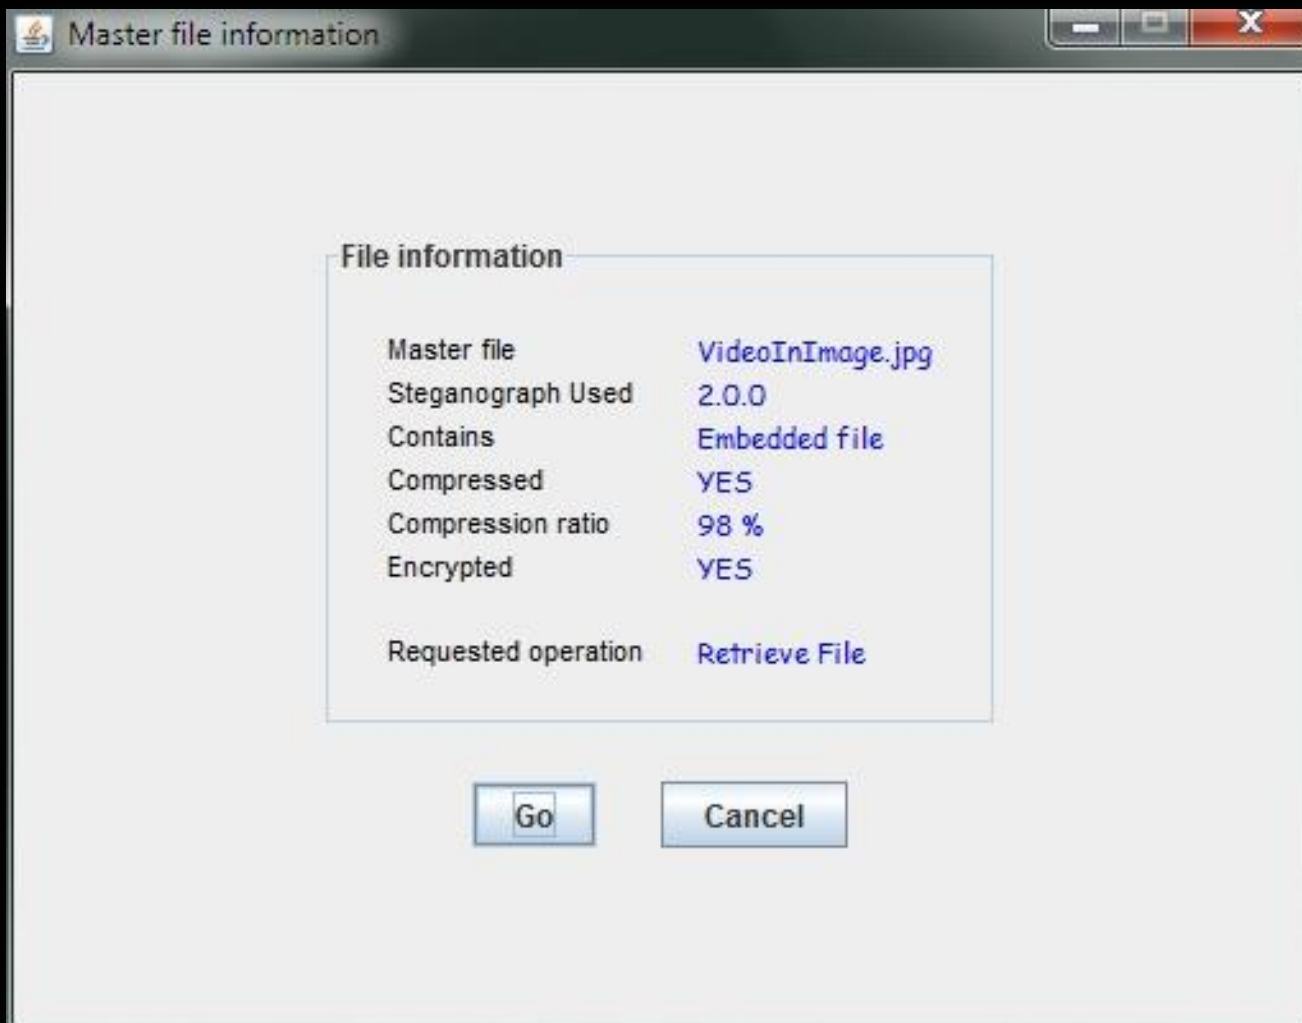 Master file information
File information
Master file VideoInImage.jpg
Steganograph Used 2.0.0
Contains Embedded file
Compressed YES
Compression ratio 98 %
Encrypted YES
Requested operation Retrieve File
Go Cancel